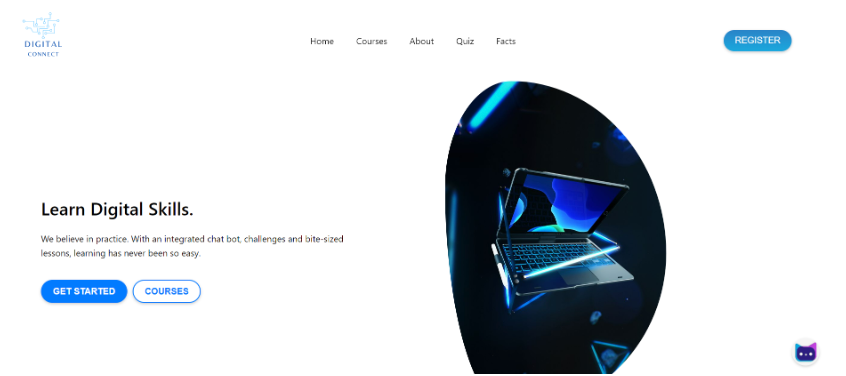 DIGITAL
CONNECT
Home Courses About Quiz Facts
REGISTER
Learn Digital Skills.
We believe in practice. With an integrated chat bot, challenges and bite-sized
lessons, learning has never been so easy.
GET STARTED COURSES